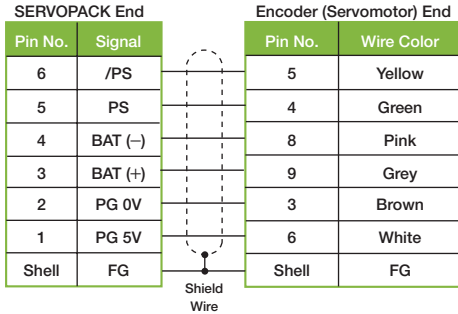 SERVOPACK End Encoder (Servomotor) End
Pin No. Signal Pin No. Wire Color
6 /PS 5 Yellow
5 PS 4 Green
4 BAT (−) 8 Pink
3 BAT (+) 9 Grey
2 PG 0V 3 Brown
1 PG 5V 6 White
Shell FG Shell FG
Shield
Wire